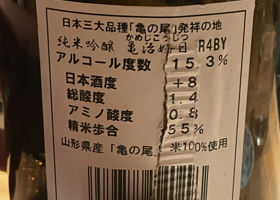 日本三大品種「亀の尾」発祥の地
かめじこうじつ
純米吟醸 亀治好日 R4BY
アルコール度数 15.3%
日本酒度 +8
総酸度 1.4
アミノ酸度 0.8
精米歩合 55%
山形県産「亀の尾」米100%使用